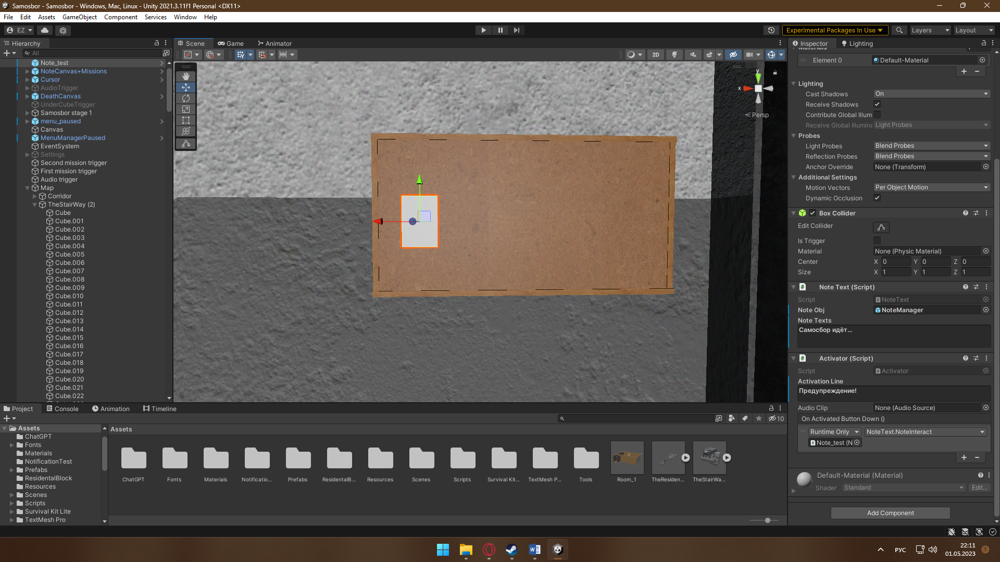 Samosbor - Samosbor - Windows, Mac, Linux - Unity 2021.3.11f1 Personal <DX11>
File Edit Assets GameObject Component Services Window Help
EZ
Experimental Packages In Use
Layers
Layout
Hierarchy
All
Note_test
NoteCanvas+Missions
Cursor
AudioTrigger
DeathCanvas
UnderCubeTrigger
Samosbor stage 1
menu_paused
Canvas
MenuManagerPaused
EventSystem
Settings
Second mission trigger
First mission trigger
Audio trigger
Map
Corridor
TheStairWay (2)
Cube
Cube.001
Cube.002
Cube.003
Cube.004
Cube.005
Cube.006
Cube.007
Cube.008
Cube.009
Cube.010
Cube.011
Cube.012
Cube.013
Cube.014
Cube.015
Cube.016
Cube.017
Cube.018
Cube.019
Cube.020
Cube.021
Cube.022
Scene Game Animator
2D
y
x
Persp
Inspector Lighting
Materials
Element 0 Default-Material
Lighting
Cast Shadows On
Receive Shadows
Contribute Global Illum
Receive Global Illumina Light Probes
Probes
Light Probes Blend Probes
Reflection Probes Blend Probes
Anchor Override None (Transform)
Additional Settings
Motion Vectors Per Object Motion
Dynamic Occlusion
Box Collider
Edit Collider
Is Trigger
Material None (Physic Material)
Center X 0 Y 0 Z 0
Size X 1 Y 1 Z 1
Note Text (Script)
Script NoteText
Note Obj NoteManager
Note Texts
Самосбор идёт...
Activator (Script)
Script Activator
Activation Line
Предупреждение!
Audio Clip None (Audio Source)
On Activated Button Down ()
Runtime Only NoteText.NoteInteract
Note_test (N
Default-Material (Material)
Shader Standard Edit...
Add Component
Project Console Animation Timeline
10
Assets
ChatGPT
Fonts
Materials
NotificationTest
Prefabs
ResidentalBlock
Resources
Scenes
Scripts
Survival Kit Lite
TextMesh Pro
Assets
ChatGPT Fonts Materials Notificatio... Prefabs ResidentalB... Resources Scenes Scripts Survival Kit... TextMesh P... Tools Room_1 TheResiden... TheStairWa...
РУС
22:11
01.05.2023
1